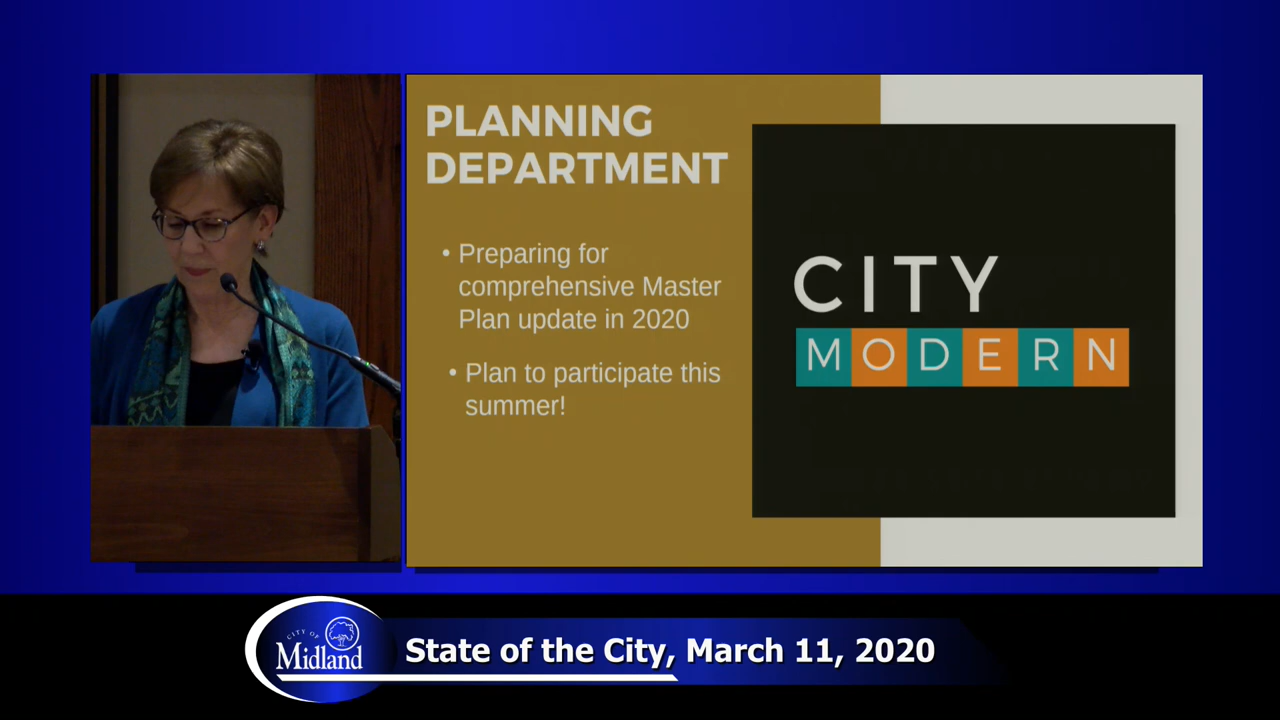 PLANNING
DEPARTMENT
• Preparing for
comprehensive Master
Plan update in 2020
• Plan to participate this
summer!
CITY
MODERN
CITY OF
Midland
State of the City, March 11, 2020